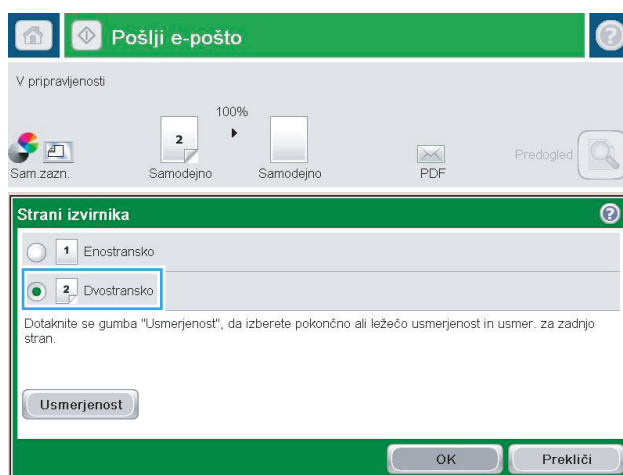 Pošlji e-pošto
V pripravljenosti
100%
2
Sam.zazn.
Samodejno
Samodejno
PDF
Predogled
Strani izvirnika
1 Enostransko
2 Dvostransko
Dotaknite se gumba "Usmerjenost", da izberete pokončno ali ležečo usmerjenost in usmer. za zadnjo
stran.
Usmerjenost
OK
Prekliči